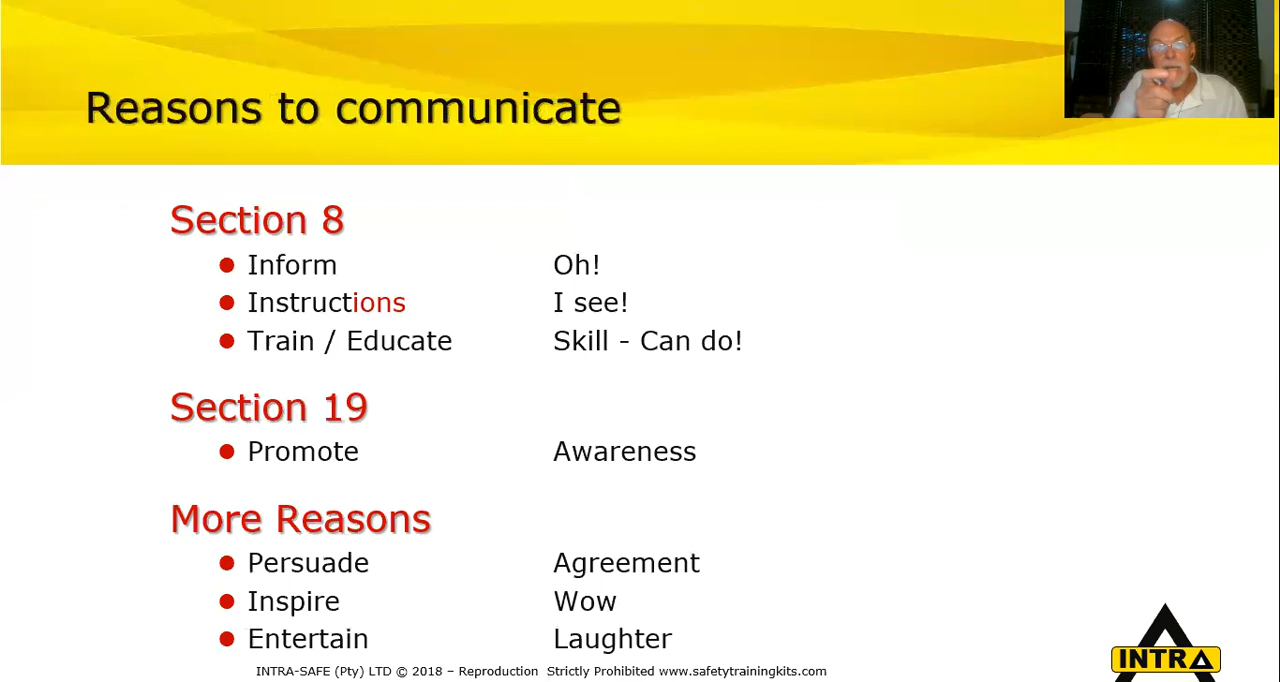 Reasons to communicate
Section 8
Inform Oh!
Instructions I see!
Train / Educate Skill - Can do!
Section 19
Promote Awareness
More Reasons
Persuade Agreement
Inspire Wow
Entertain Laughter
INTRA-SAFE (Pty) LTD © 2018 – Reproduction Strictly Prohibited www.safetytrainingkits.com
INTRA